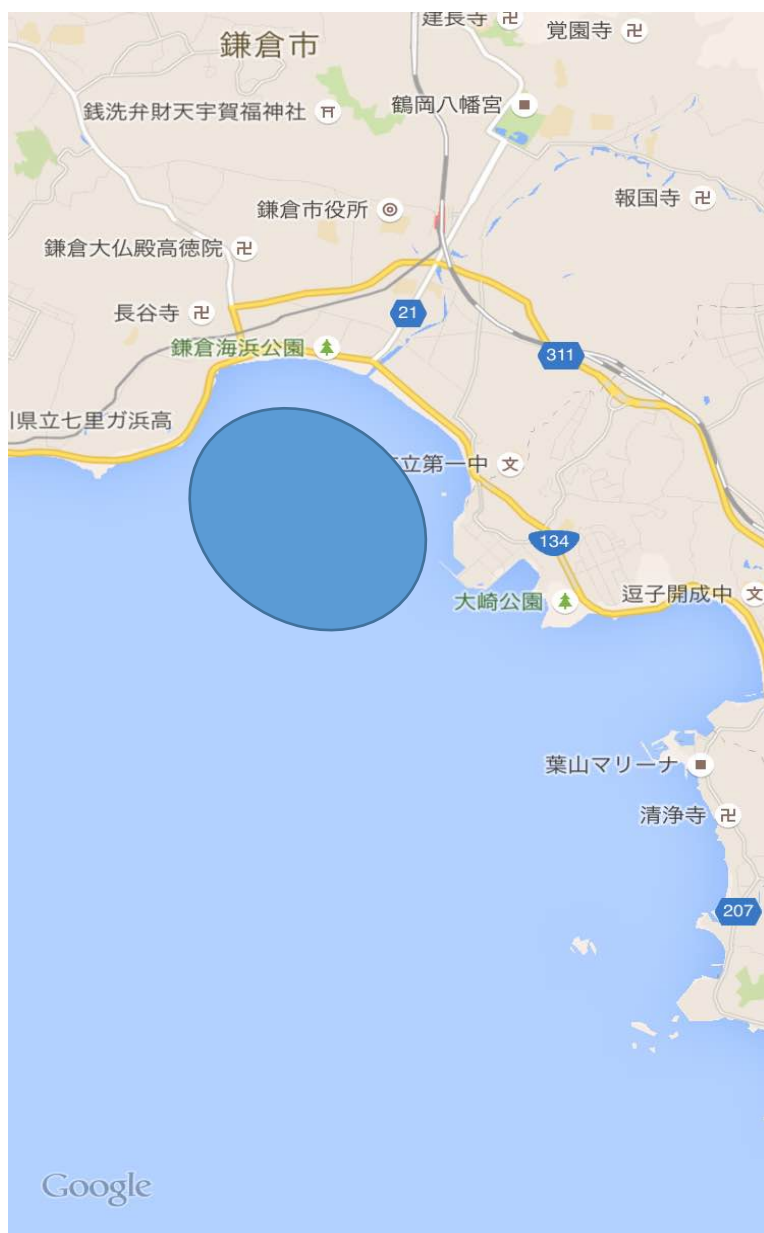 建長寺
覚園寺
鎌倉市
銭洗弁財天宇賀福神社
鶴岡八幡宮
報国寺
鎌倉市役所
鎌倉大仏殿高徳院
長谷寺
21
鎌倉海浜公園
311
川県立七里ガ浜高
立第一中
134
大崎公園
逗子開成中
葉山マリーナ
清浄寺
207
Google